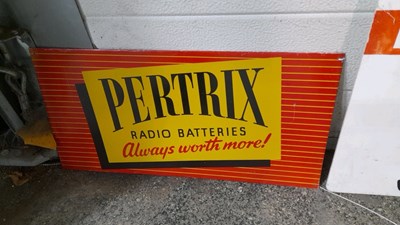 PERTRIX
RADIO BATTERIES
Always worth more!